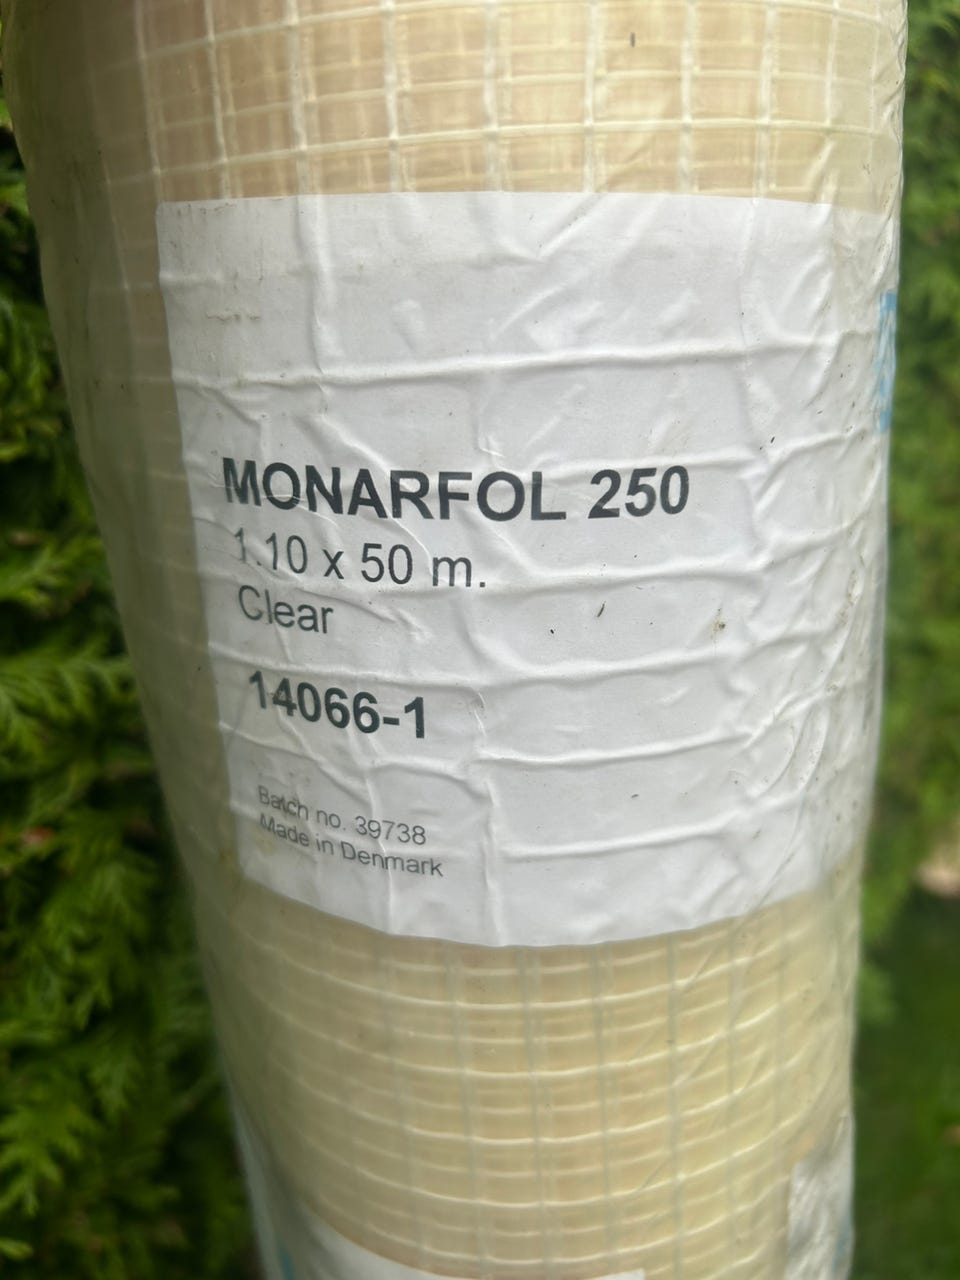 MONARFOL 250
1.10 x 50 m.
Clear
14066-1
Batch no. 39738
Made in Denmark